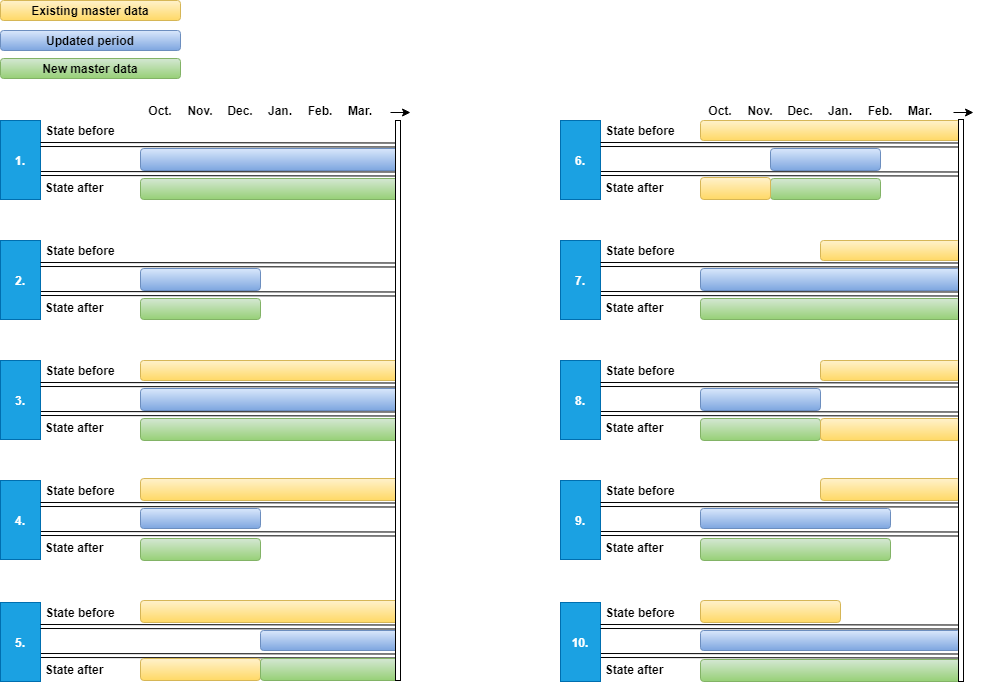 Existing master data
Updated period
New master data
Oct. Nov. Dec. Jan. Feb. Mar.
1.
State before
State after
2.
State before
State after
3.
State before
State after
4.
State before
State after
5.
State before
State after
Oct. Nov. Dec. Jan. Feb. Mar.
6.
State before
State after
7.
State before
State after
8.
State before
State after
9.
State before
State after
10.
State before
State after